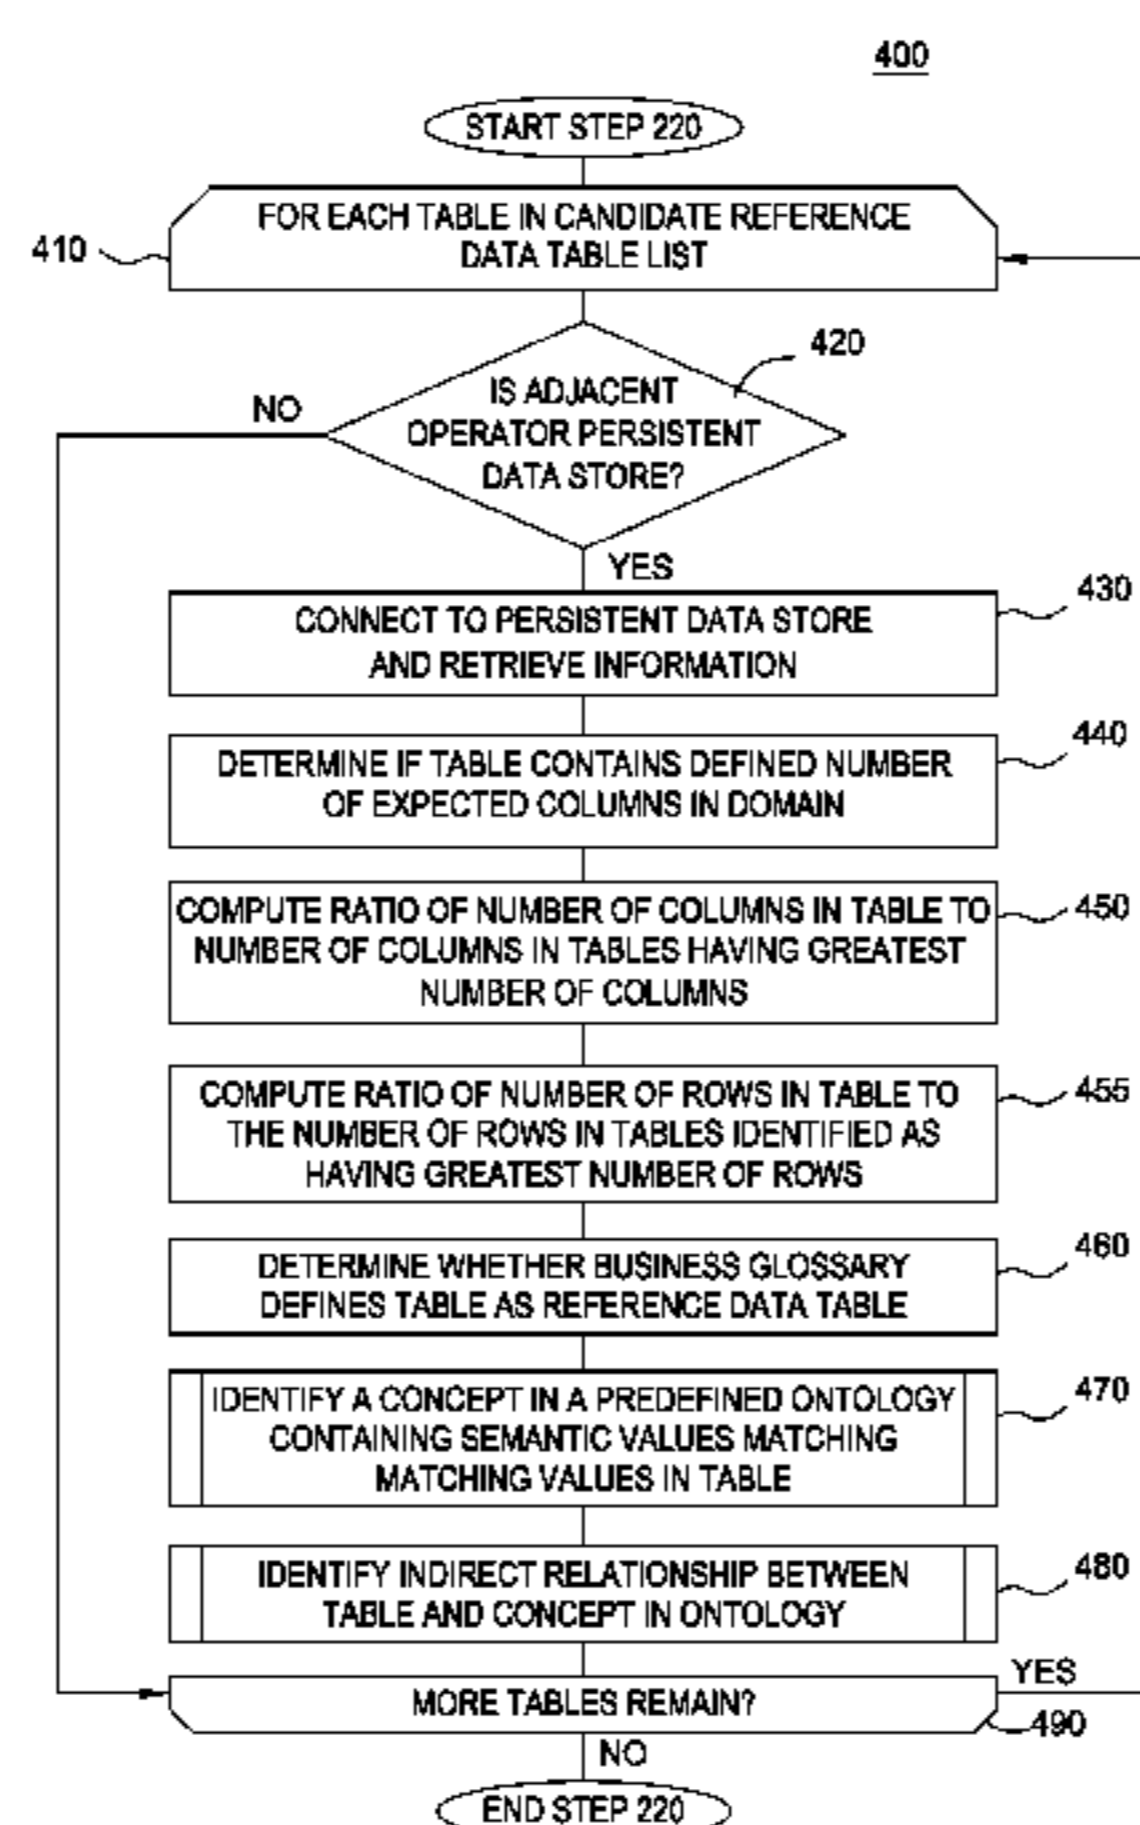 400
START STEP 220
FOR EACH TABLE IN CANDIDATE REFERENCE
DATA TABLE LIST
410
420
IS ADJACENT
OPERATOR PERSISTENT
DATA STORE?
NO
YES
430
CONNECT TO PERSISTENT DATA STORE
AND RETRIEVE INFORMATION
440
DETERMINE IF TABLE CONTAINS DEFINED NUMBER
OF EXPECTED COLUMNS IN DOMAIN
450
COMPUTE RATIO OF NUMBER OF COLUMNS IN TABLE TO
NUMBER OF COLUMNS IN TABLES HAVING GREATEST
NUMBER OF COLUMNS
455
COMPUTE RATIO OF NUMBER OF ROWS IN TABLE TO
THE NUMBER OF ROWS IN TABLES IDENTIFIED AS
HAVING GREATEST NUMBER OF ROWS
460
DETERMINE WHETHER BUSINESS GLOSSARY
DEFINES TABLE AS REFERENCE DATA TABLE
470
IDENTIFY A CONCEPT IN A PREDEFINED ONTOLOGY
CONTAINING SEMANTIC VALUES MATCHING
MATCHING VALUES IN TABLE
480
IDENTIFY INDIRECT RELATIONSHIP BETWEEN
TABLE AND CONCEPT IN ONTOLOGY
YES
MORE TABLES REMAIN?
490
NO
END STEP 220